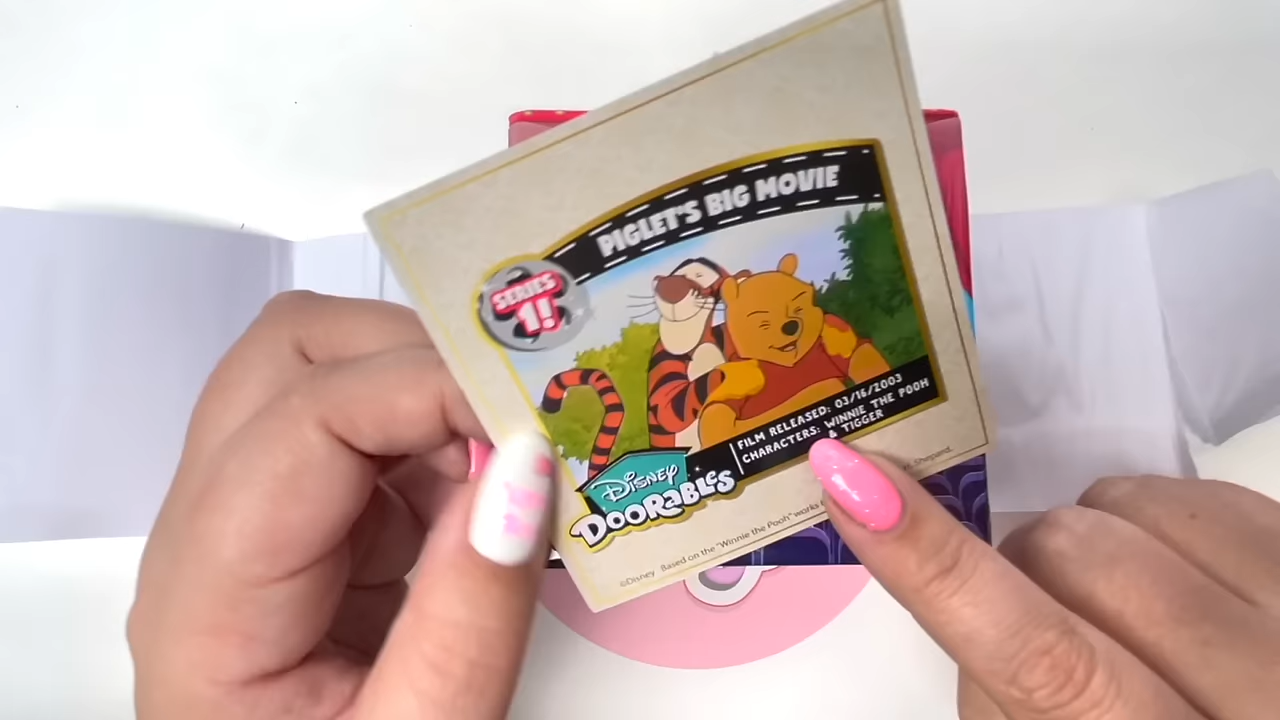 PIGLET'S BIG MOVIE
SERIES
1!
FILM RELEASED: 03/16/2003
CHARACTERS: WINNIE THE POOH
& TIGGER
Disney
DOORABLES
©Disney Based on the "Winnie the Pooh" works Shepard.